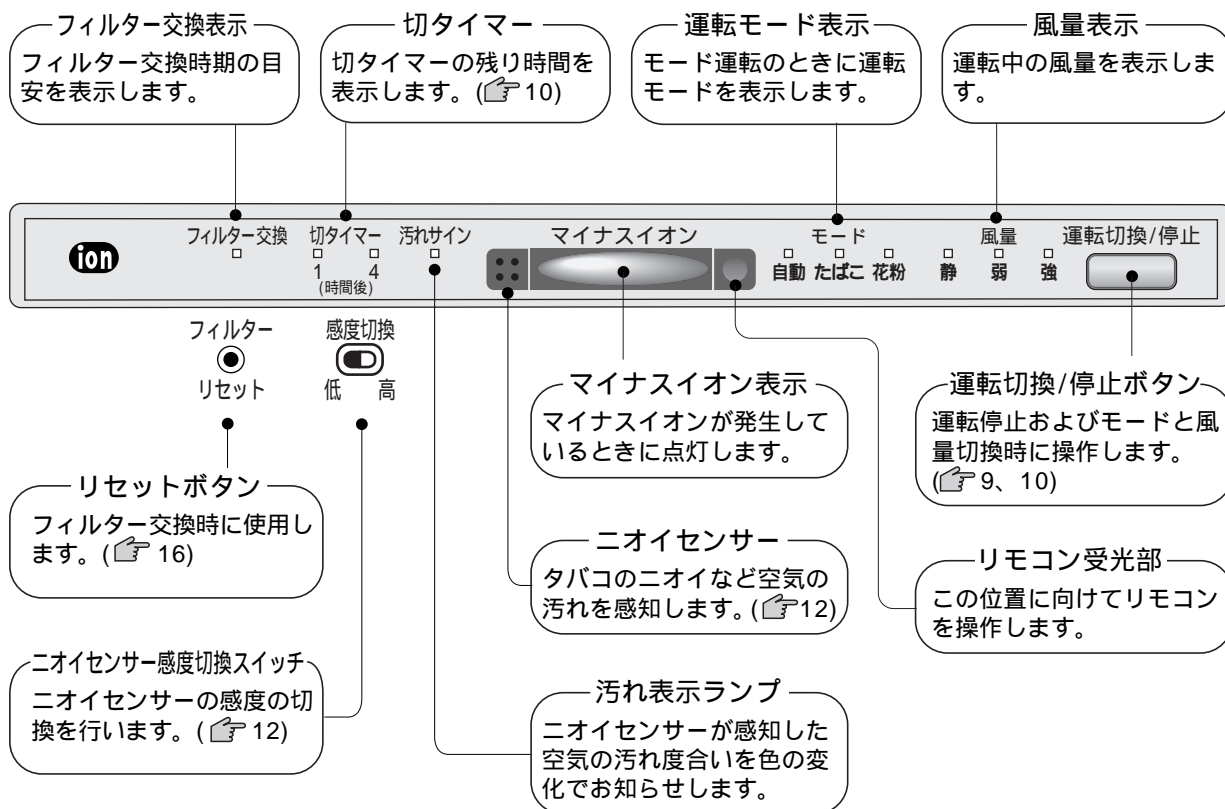 フィルター交換表示
フィルター交換時期の目
安を表示します。
切タイマー
切タイマーの残り時間を
表示します。(10)
運転モード表示
モード運転のときに運転
モードを表示します。
風量表示
運転中の風量を表示しま
す。
ion
フィルター交換
切タイマー
1 4
(時間後)
汚れサイン
マイナスイオン
モード
自動 たばこ 花粉
風量
静 弱 強
運転切換/停止
フィルター
リセット
感度切換
低 高
リセットボタン
フィルター交換時に使用し
ます。(16)
ニオイセンサー感度切換スイッチ
ニオイセンサーの感度の切
換を行います。(12)
マイナスイオン表示
マイナスイオンが発生して
いるときに点灯します。
ニオイセンサー
タバコのニオイなど空気の
汚れを感知します。(12)
汚れ表示ランプ
ニオイセンサーが感知した
空気の汚れ度合いを色の変
化でお知らせします。
運転切換/停止ボタン
運転停止およびモードと風
量切換時に操作します。
(9、10)
リモコン受光部
この位置に向けてリモコン
を操作します。